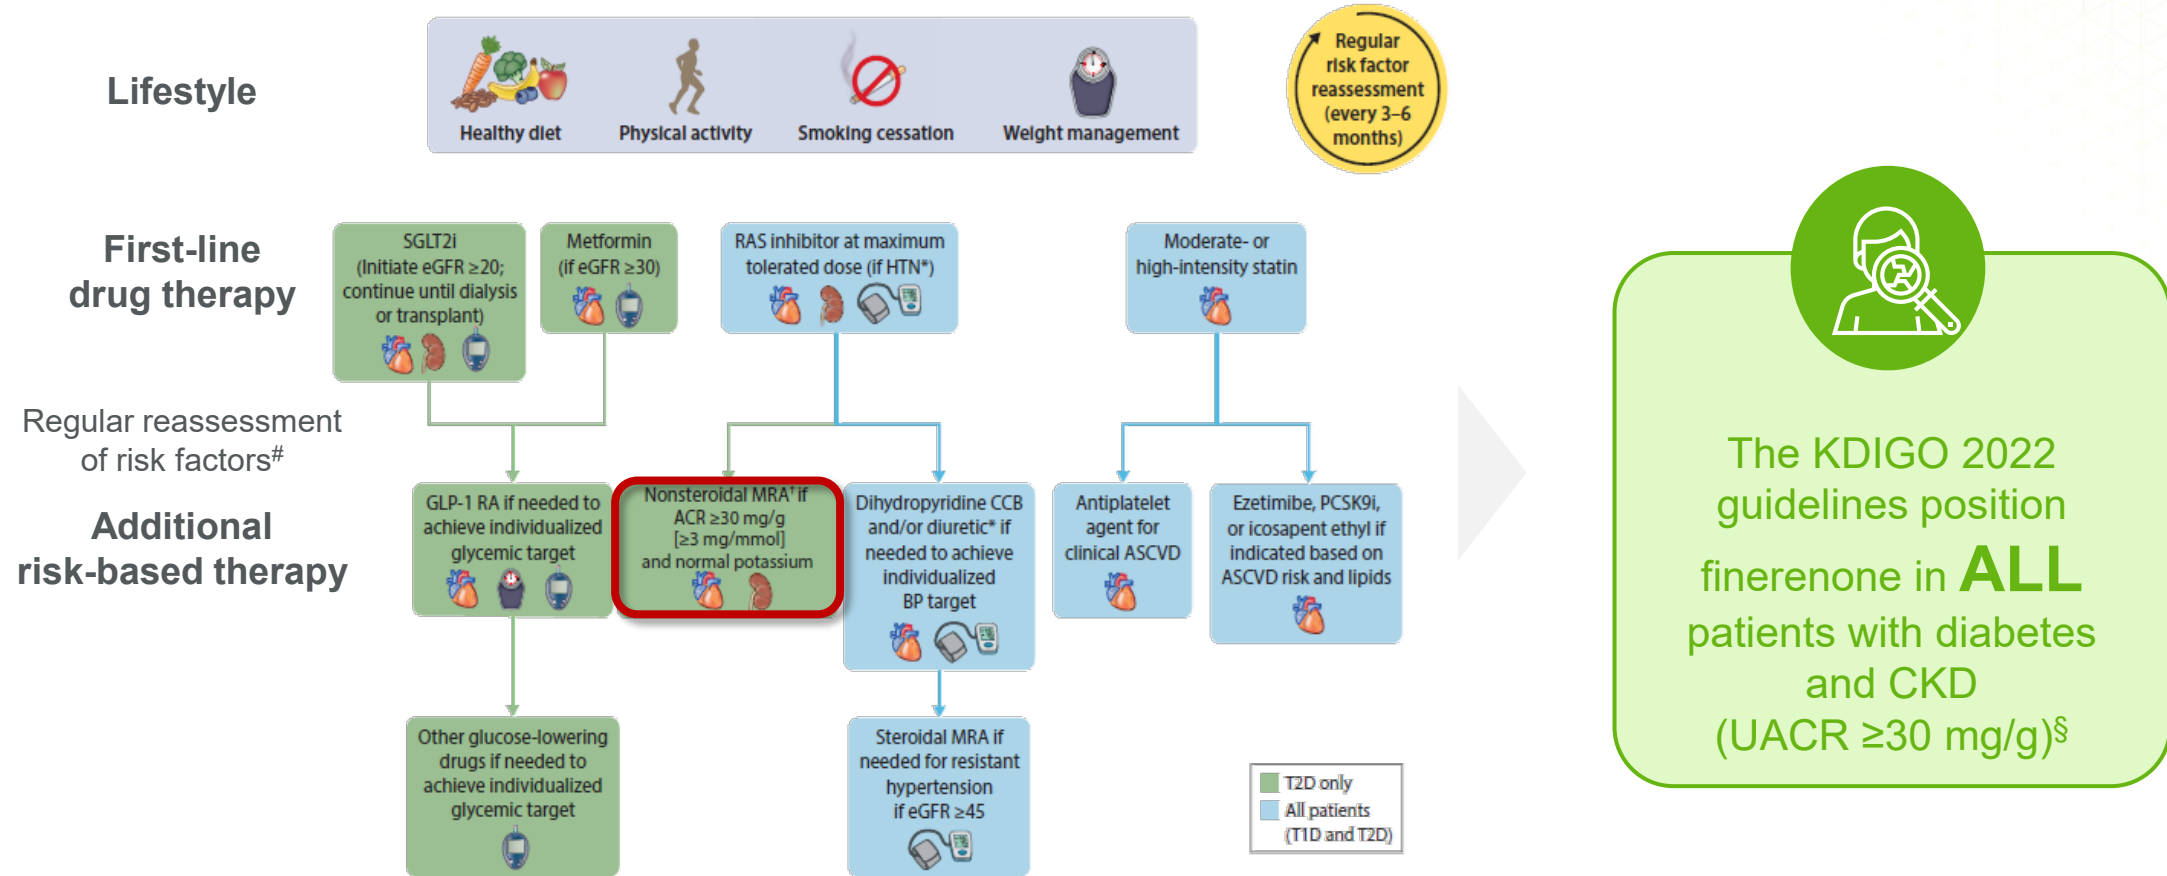 Lifestyle
Healthy diet
Physical activity
Smoking cessation
Weight management
Regular
risk factor
reassessment
(every 3–6
months)
First-line
drug therapy
SGLT2i
(Initiate eGFR ≥20;
continue until dialysis
or transplant)
Metformin
(if eGFR ≥30)
RAS inhibitor at maximum
tolerated dose (if HTN*)
Moderate- or
high-intensity statin
Regular reassessment
of risk factors#
Additional
risk-based therapy
GLP-1 RA if needed to
achieve individualized
glycemic target
Nonsteroidal MRA† if
ACR ≥30 mg/g
[≥3 mg/mmol]
and normal potassium
Dihydropyridine CCB
and/or diuretic* if
needed to achieve
individualized
BP target
Antiplatelet
agent for
clinical ASCVD
Ezetimibe, PCSK9i,
or icosapent ethyl if
indicated based on
ASCVD risk and lipids
Other glucose-lowering
drugs if needed to
achieve individualized
glycemic target
Steroidal MRA if
needed for resistant
hypertension
if eGFR ≥45
T2D only
All patients
(T1D and T2D)
The KDIGO 2022
guidelines position
finerenone in ALL
patients with diabetes
and CKD
(UACR ≥30 mg/g)§